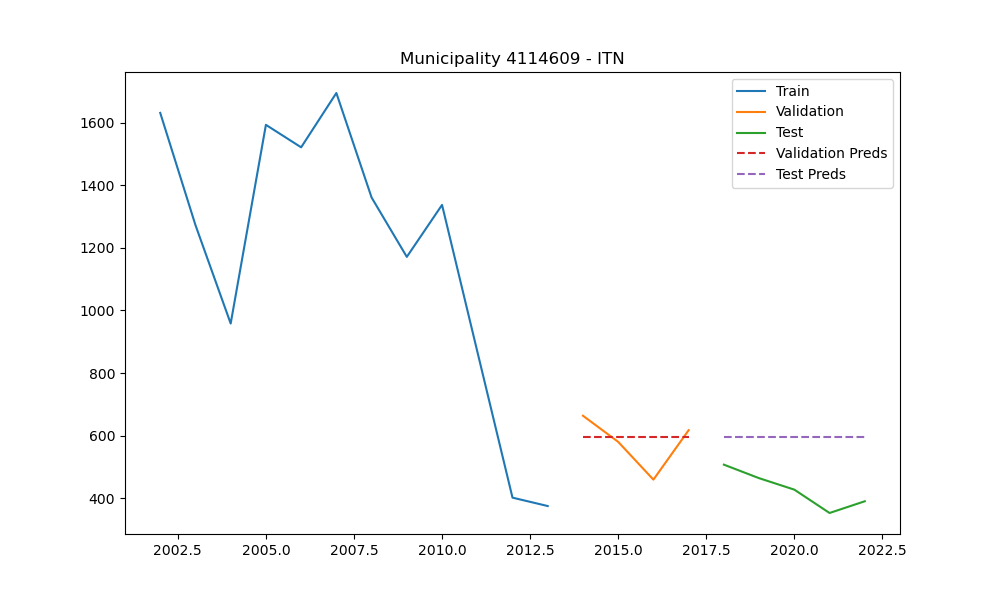 Municipality 4114609 - ITN
Train
Validation
Test
Validation Preds
Test Preds
1600
1400
1200
1000
800
600
400
2002.5 2005.0 2007.5 2010.0 2012.5 2015.0 2017.5 2020.0 2022.5